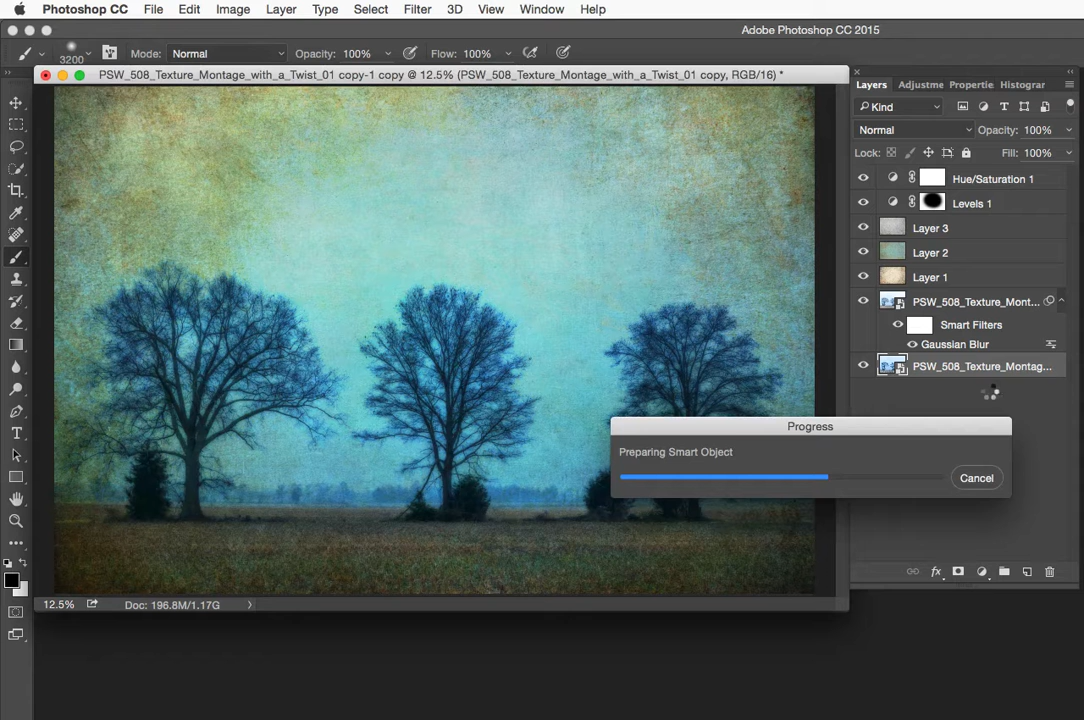 Photoshop CC File Edit Image Layer Type Select Filter 3D View Window Help
Adobe Photoshop CC 2015
3200 Mode: Normal Opacity: 100% Flow: 100%
PSW_508_Texture_Montage_with_a_Twist_01 copy-1 copy @ 12.5% (PSW_508_Texture_Montage_with_a_Twist_01 copy, RGB/16) *
Layers Adjustme Propertie Histograr
Kind
Normal Opacity: 100%
Lock: Fill: 100%
Hue/Saturation 1
Levels 1
Layer 3
Layer 2
Layer 1
PSW_508_Texture_Mont...
Smart Filters
Gaussian Blur
PSW_508_Texture_Montag...
Progress
Preparing Smart Object
Cancel
fx
12.5% Doc: 196.8M/1.17G